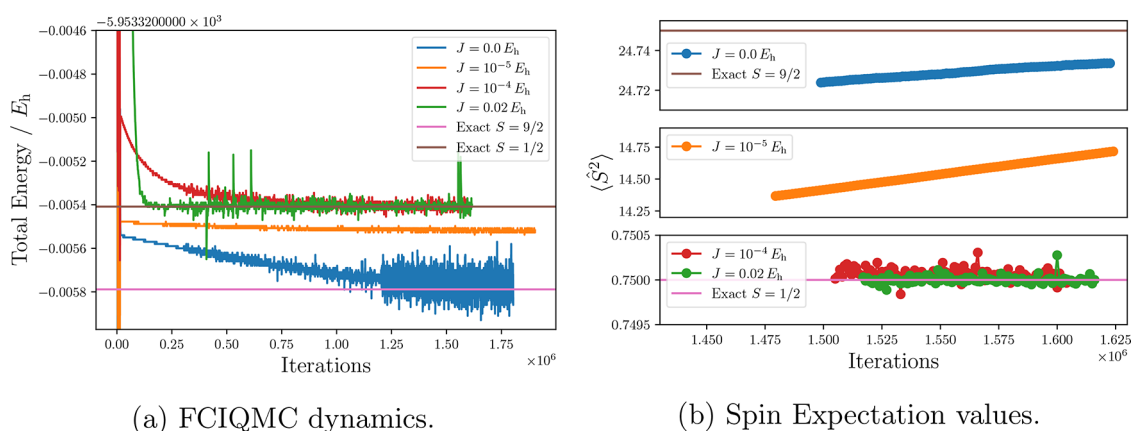 −5.9533200000 × 10³
−0.0046
−0.0048
−0.0050
−0.0052
−0.0054
−0.0056
−0.0058
Total Energy / Eₕ
J = 0.0 Eₕ
J = 10⁻⁵ Eₕ
J = 10⁻⁴ Eₕ
J = 0.02 Eₕ
Exact S = 9/2
Exact S = 1/2
0.00 0.25 0.50 0.75 1.00 1.25 1.50 1.75
×10⁶
Iterations
(a) FCIQMC dynamics.
24.74
24.72
J = 0.0 Eₕ
Exact S = 9/2
14.75
14.50
14.25
J = 10⁻⁵ Eₕ
⟨Ŝ²⟩
0.7505
0.7500
0.7495
J = 10⁻⁴ Eₕ
J = 0.02 Eₕ
Exact S = 1/2
1.450 1.475 1.500 1.525 1.550 1.575 1.600 1.625
×10⁶
Iterations
(b) Spin Expectation values.